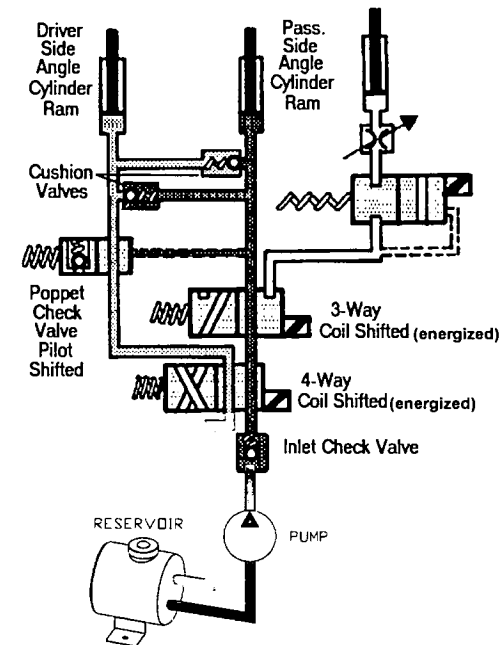 Driver
Side
Angle
Cylinder
Ram
Pass.
Side
Angle
Cylinder
Ram
Cushion
Valves
Poppet
Check
Valve
Pilot
Shifted
3-Way
Coil Shifted (energized)
4-Way
Coil Shifted (energized)
Inlet Check Valve
RESERVOIR
PUMP